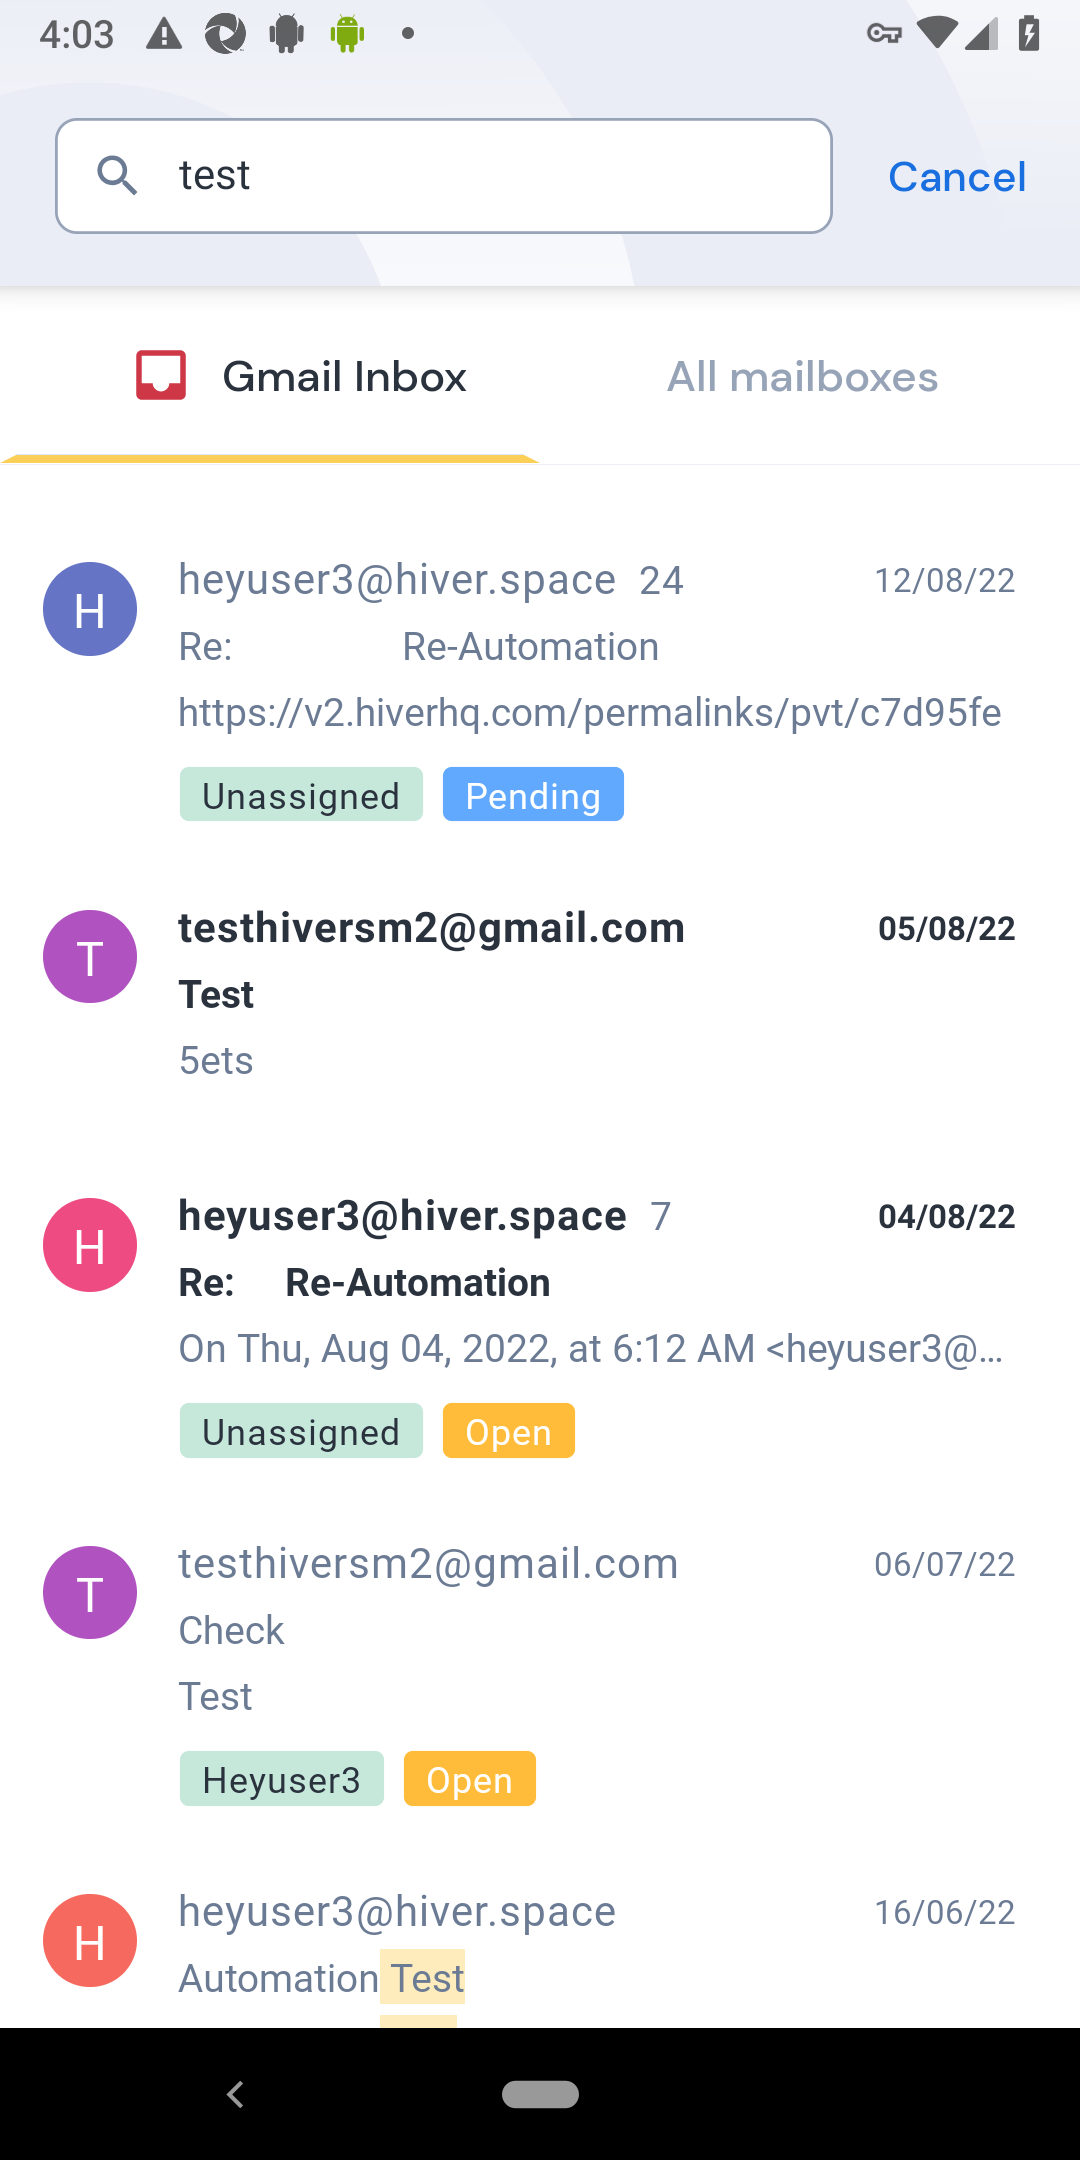 4:03
test
Cancel
Gmail Inbox
All mailboxes
H
heyuser3@hiver.space 24
12/08/22
Re: Re-Automation
https://v2.hiverhq.com/permalinks/pvt/c7d95fe
Unassigned
Pending
T
testhiversm2@gmail.com
05/08/22
Test
5ets
H
heyuser3@hiver.space 7
04/08/22
Re: Re-Automation
On Thu, Aug 04, 2022, at 6:12 AM <heyuser3@...
Unassigned
Open
T
testhiversm2@gmail.com
06/07/22
Check
Test
Heyuser3
Open
H
heyuser3@hiver.space
16/06/22
Automation Test